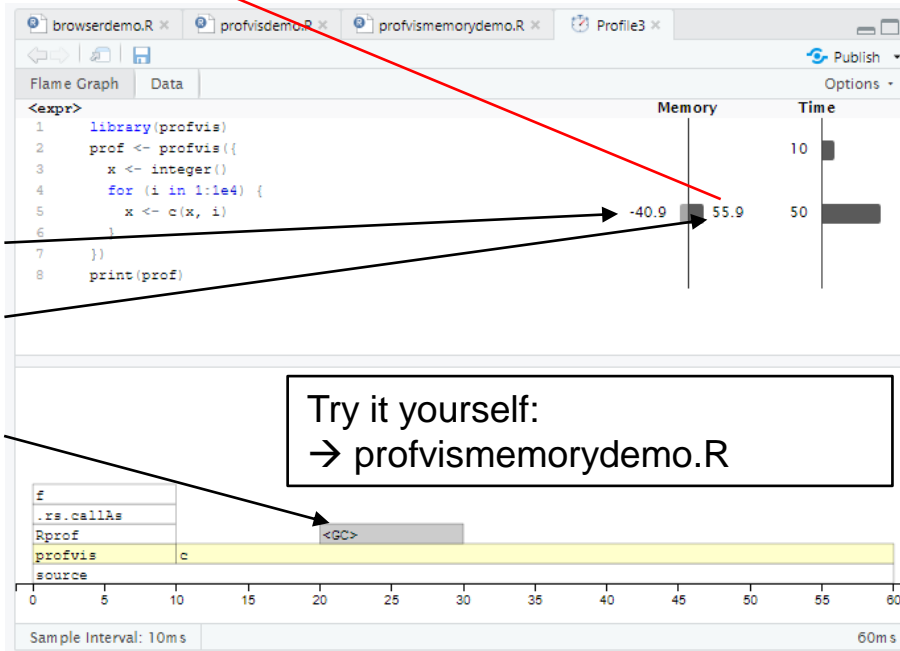 browserdemo.R × profvisdemo.R × profvismemorydemo.R × Profile3 ×
Publish
Flame Graph Data Options
<expr> Memory Time
1 library(profvis)
2 prof <- profvis({ 10
3 x <- integer()
4 for (i in 1:1e4) {
5 x <- c(x, i) -40.9 55.9 50
6 }
7 })
8 print(prof)
Try it yourself:
→ profvismemorydemo.R
f
.rs.callAs
Rprof <GC>
profvis c
source
0 5 10 15 20 25 30 35 40 45 50 55 60
Sample Interval: 10ms 60ms